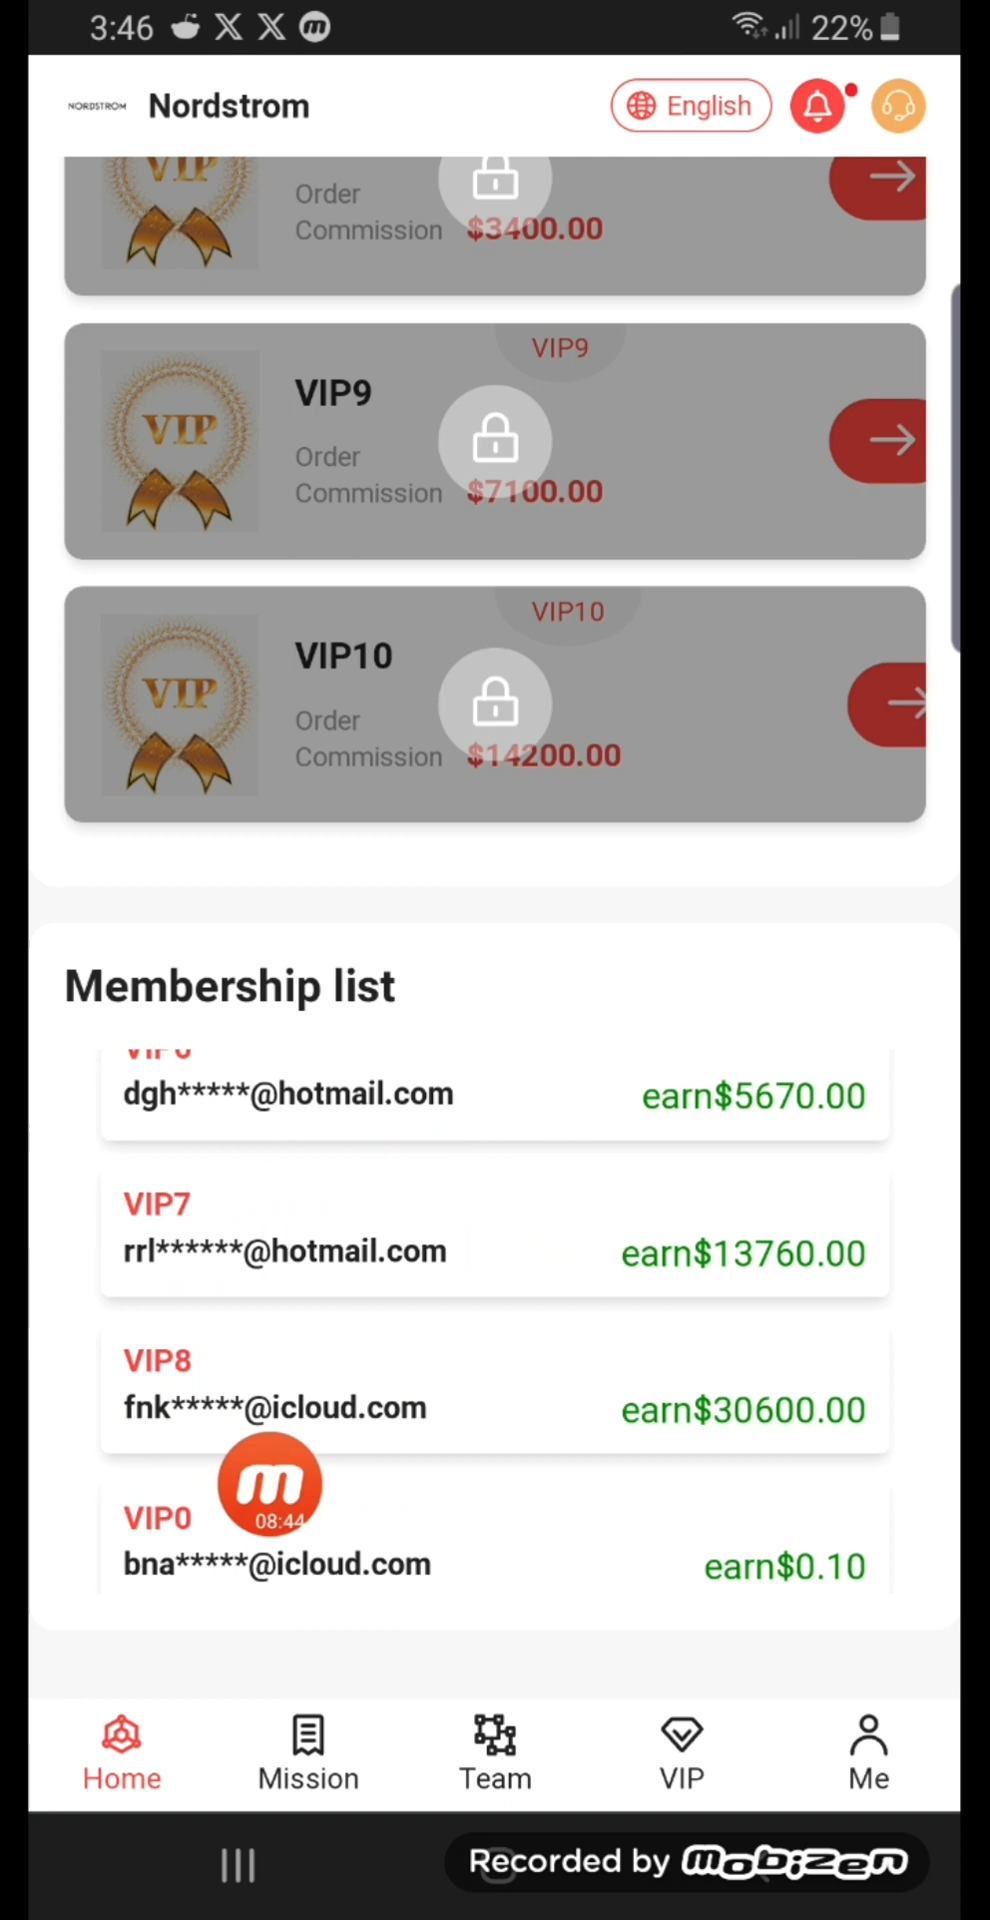 3:46
22%
NORDSTROM Nordstrom English
VIP
Order
Commission $3400.00
VIP9
VIP9
VIP
Order
Commission $7100.00
VIP10
VIP10
VIP
Order
Commission $14200.00
Membership list
dgh*****@hotmail.com earn$5670.00
VIP7
rrl******@hotmail.com earn$13760.00
VIP8
fnk*****@icloud.com earn$30600.00
m
08:44
VIP0
bna*****@icloud.com earn$0.10
Home Mission Team VIP Me
Recorded by mobizen